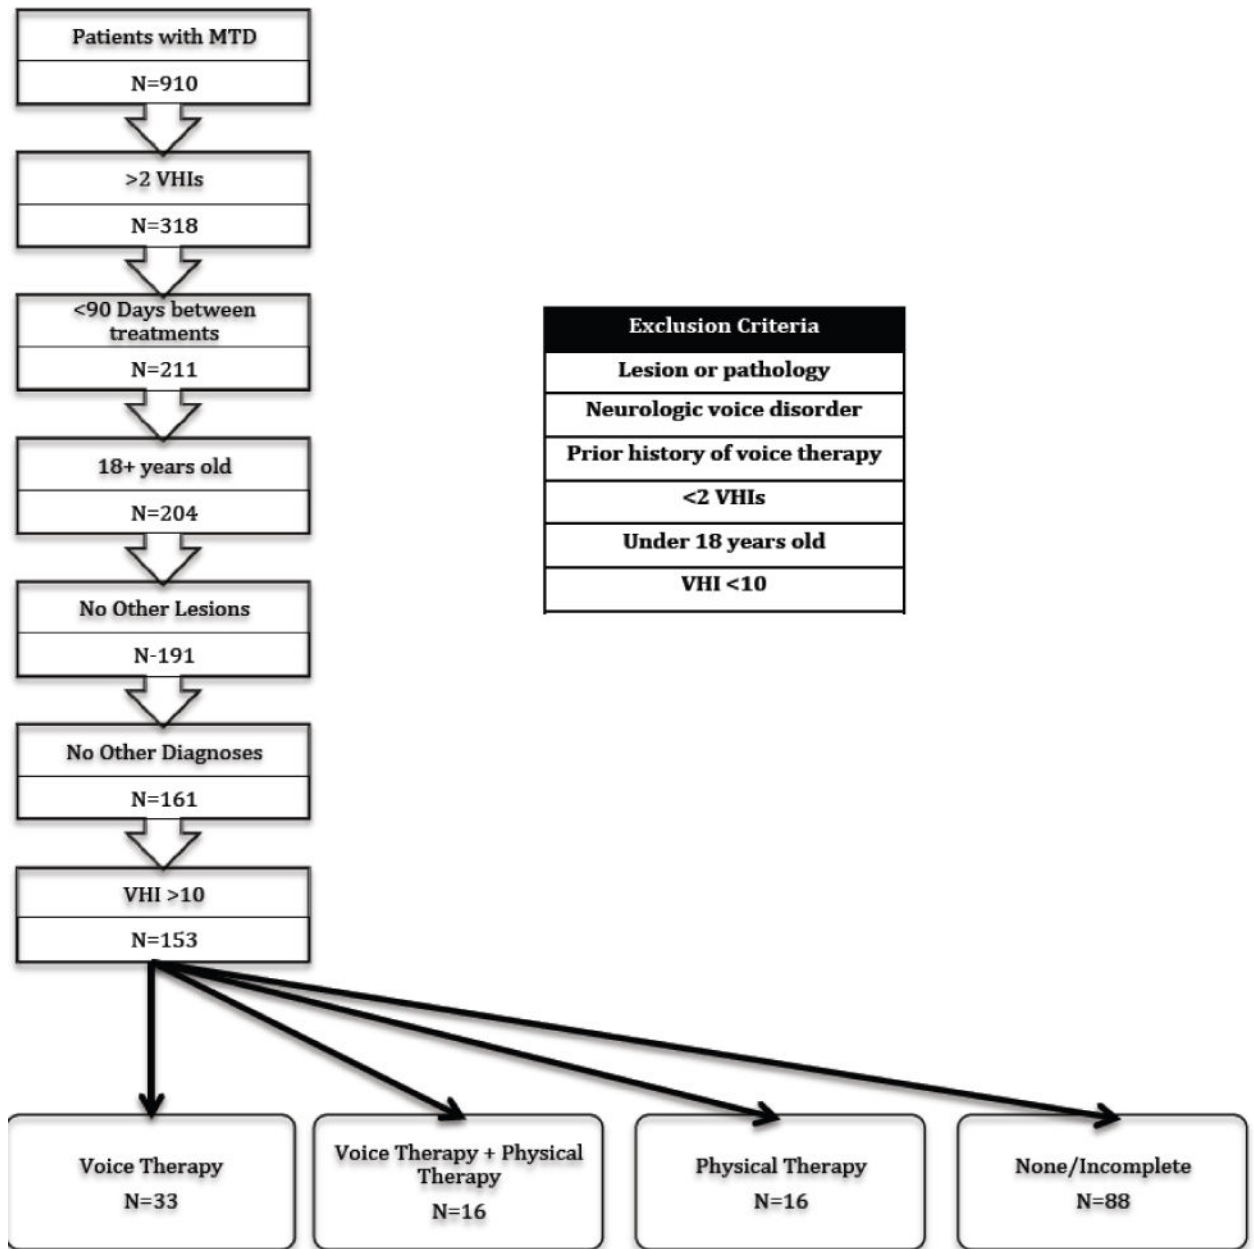 Patients with MTD
N=910
>2 VHIs
N=318
<90 Days between
treatments
N=211
18+ years old
N=204
No Other Lesions
N-191
No Other Diagnoses
N=161
VHI >10
N=153
Exclusion Criteria
Lesion or pathology
Neurologic voice disorder
Prior history of voice therapy
<2 VHIs
Under 18 years old
VHI <10
Voice Therapy
N=33
Voice Therapy + Physical
Therapy
N=16
Physical Therapy
N=16
None/Incomplete
N=88